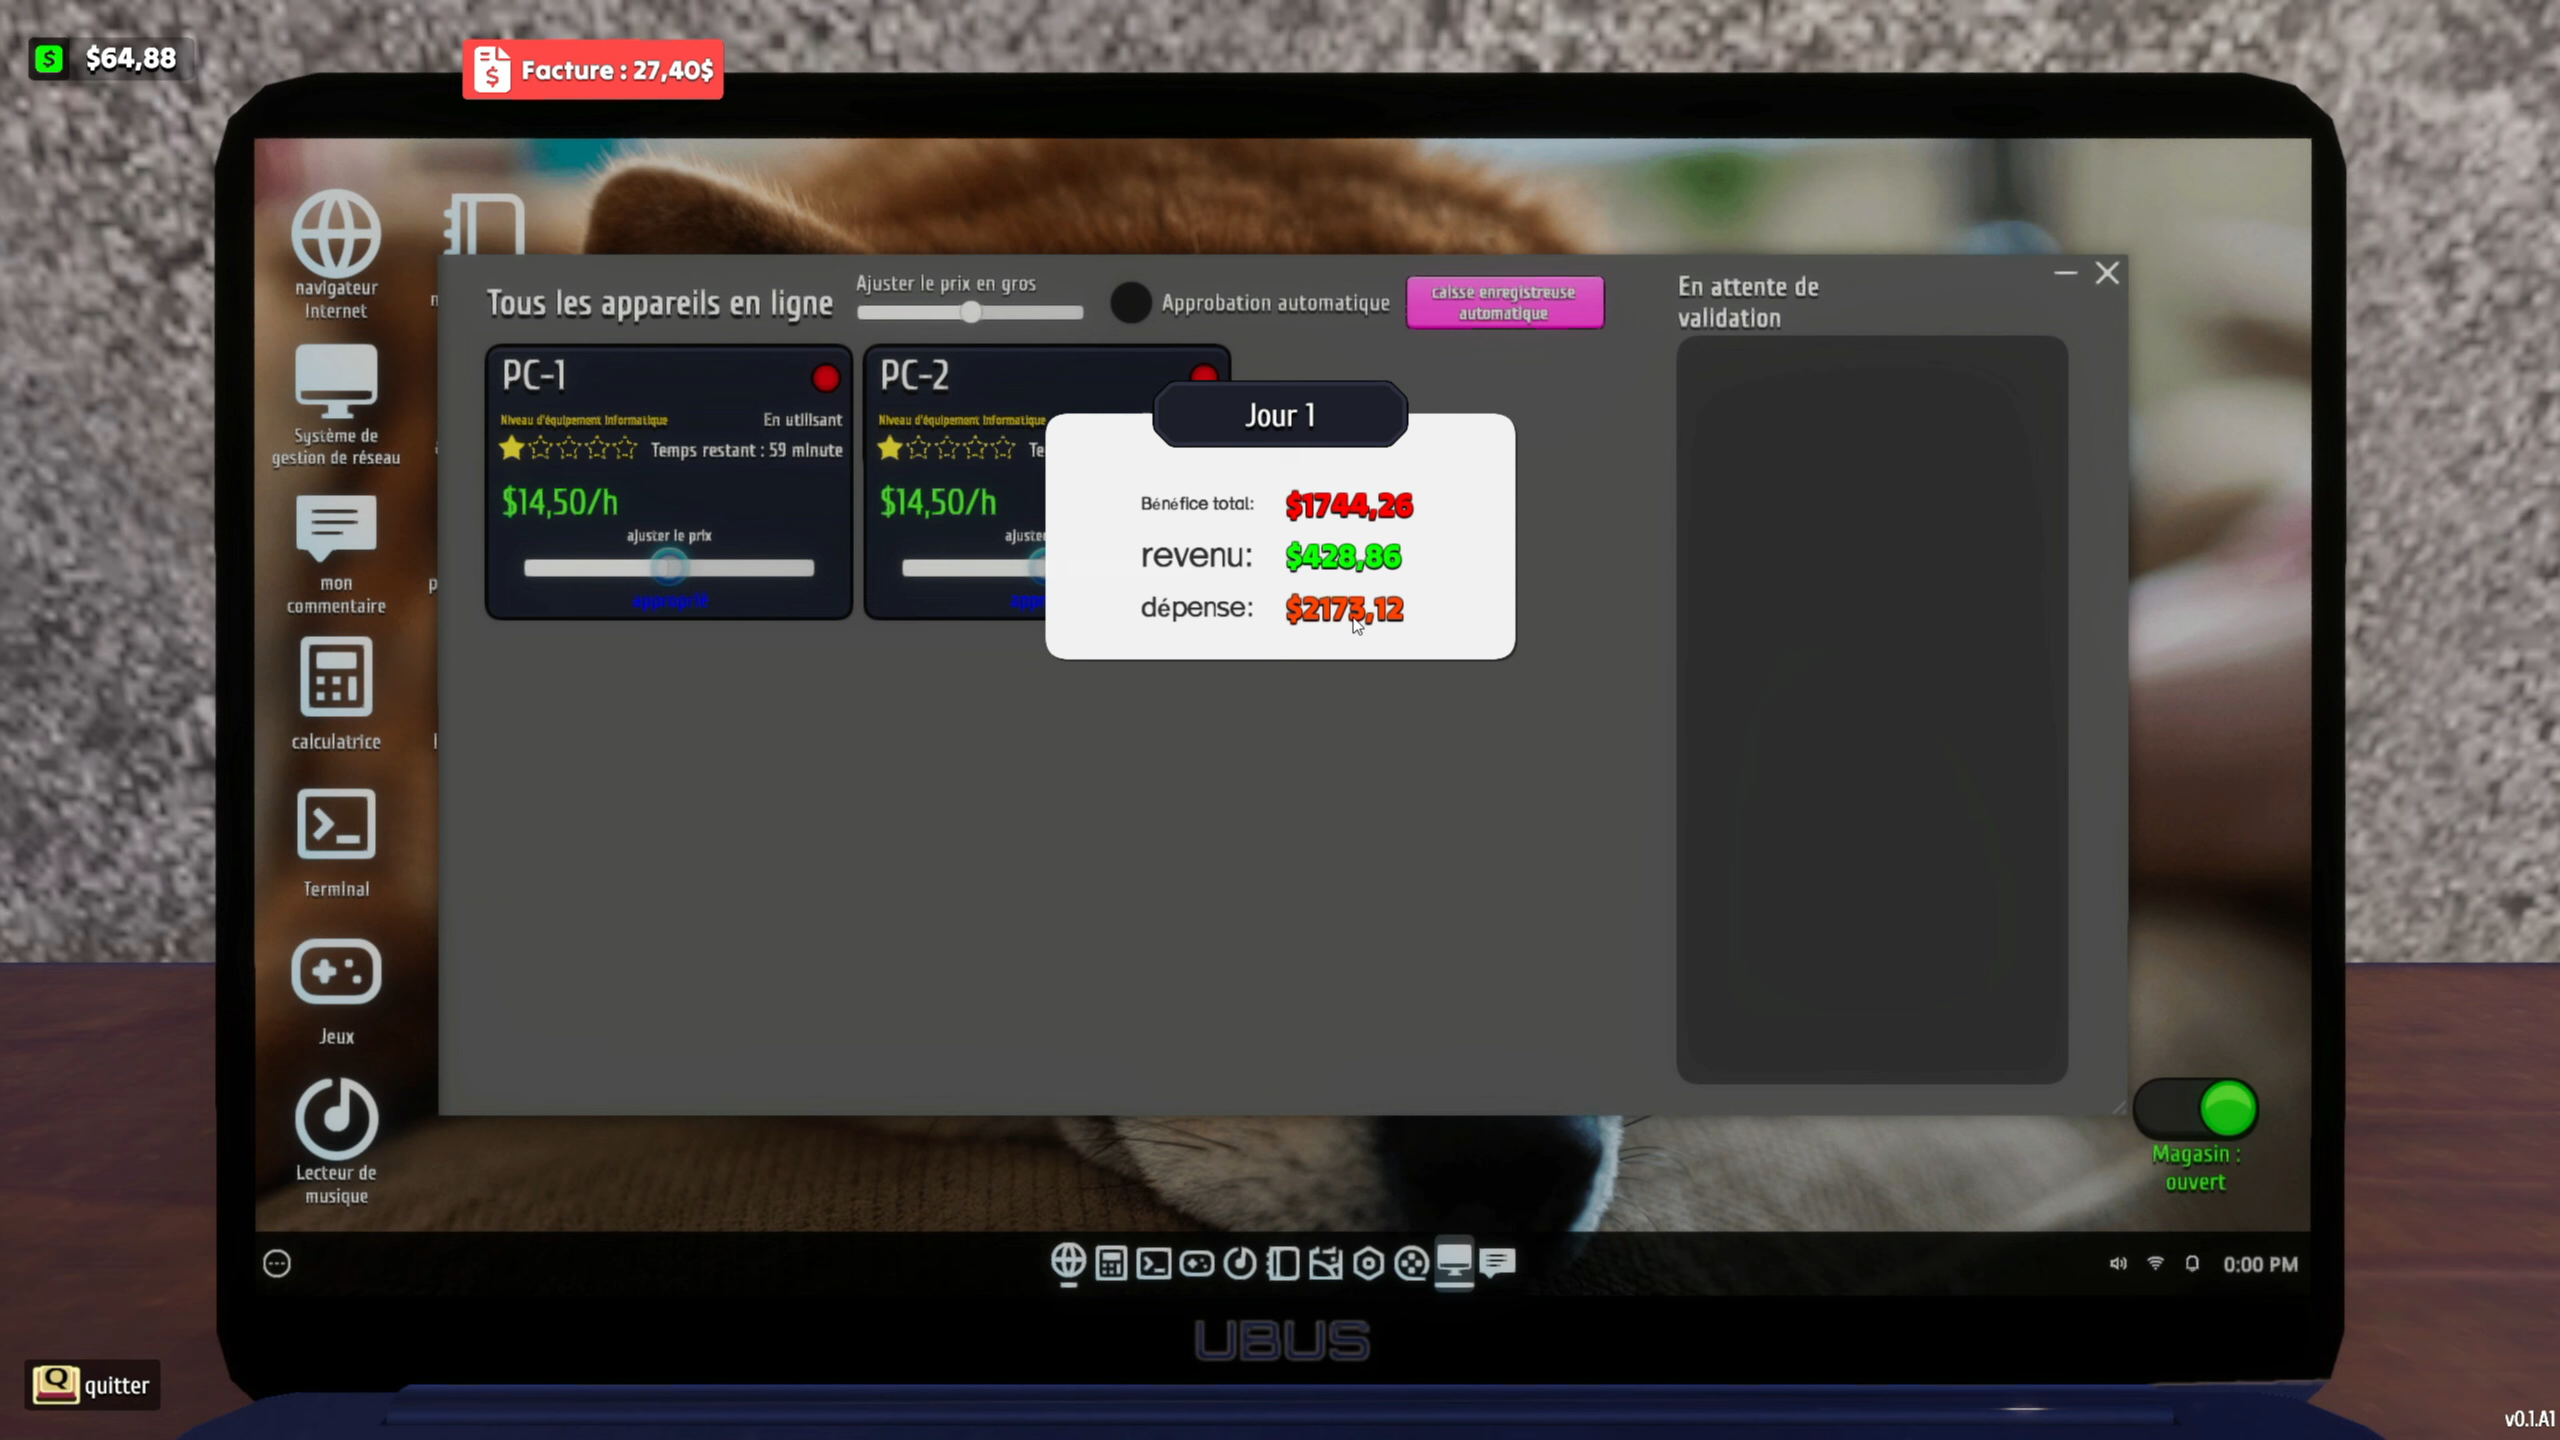 $64,88
Facture : 27,40$
navigateur
Internet
Système de
gestion de réseau
mon
commentaire
calculatrice
Terminal
Jeux
Lecteur de
musique
Tous les appareils en ligne
Ajuster le prix en gros
Approbation automatique
caisse enregistreuse
automatique
En attente de
validation
PC-1
Niveau d'équipement Informatique
En utilisant
Temps restant : 59 minute
$14,50/h
ajuster le prix
approprié
PC-2
Niveau d'équipement Informatique
Te
$14,50/h
ajuste
appr
Jour 1
Bénéfice total: $1744,26
revenu: $428,86
dépense: $2173,12
Magasin :
ouvert
0:00 PM
UBUS
Q quitter
v0.1.A1